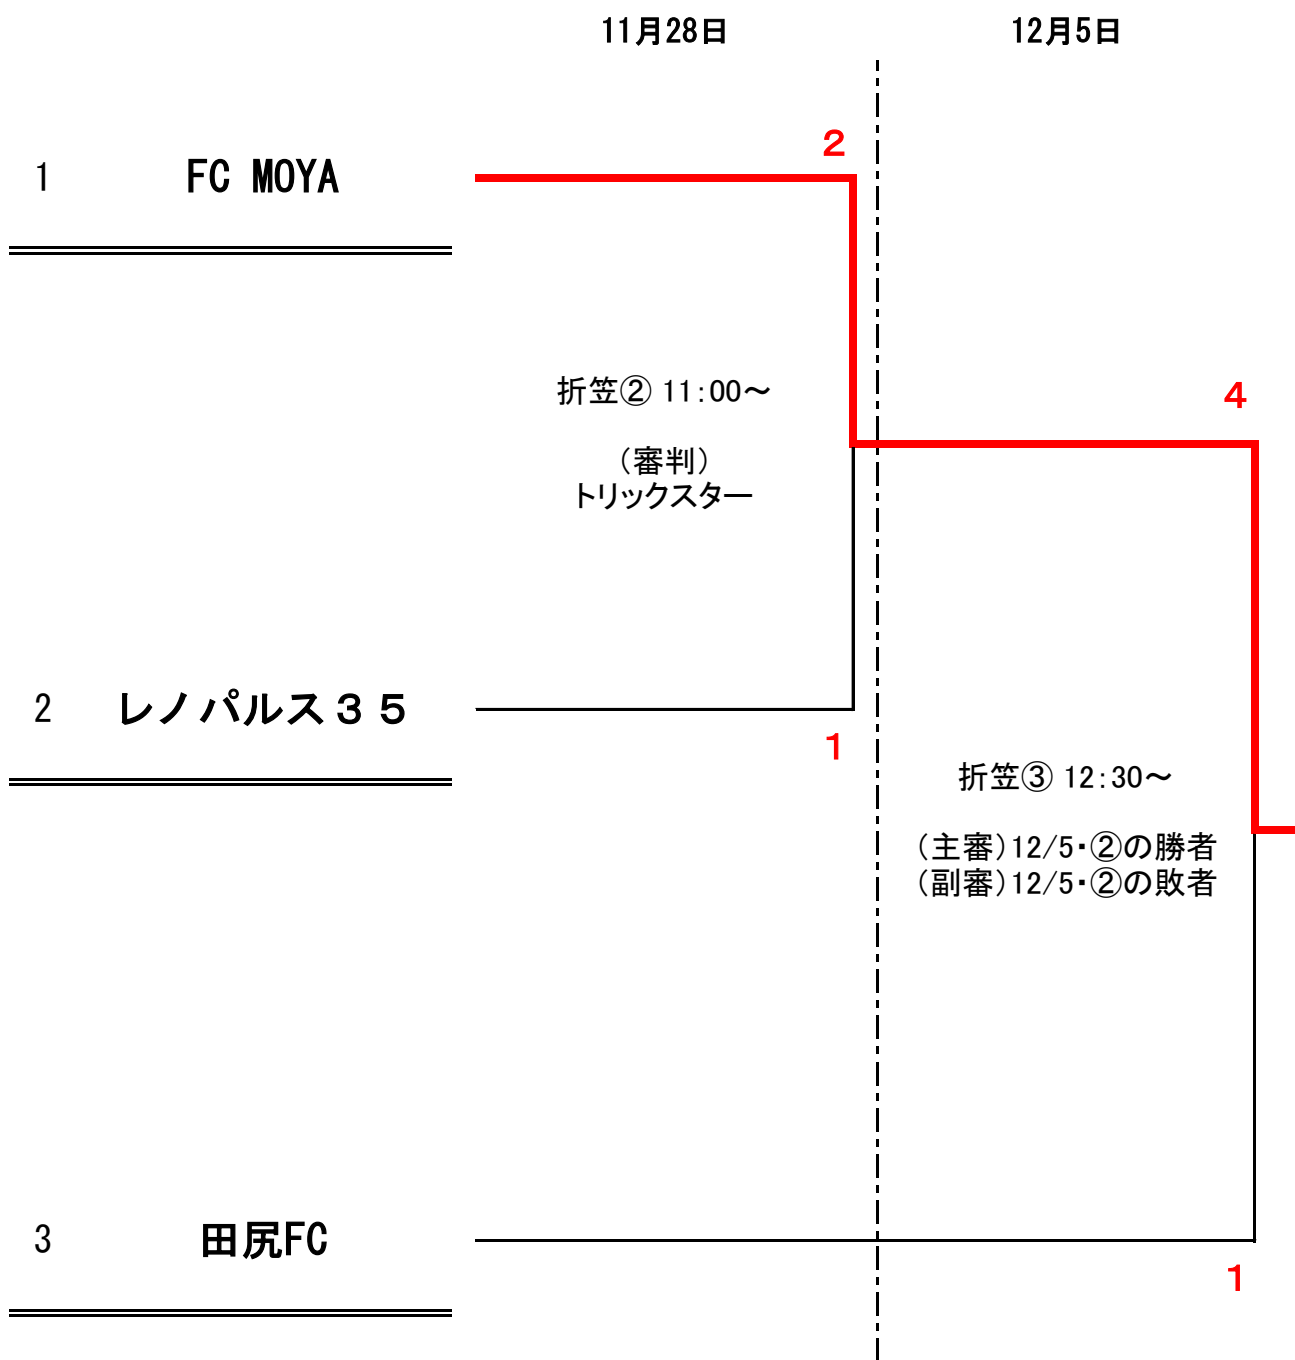 11月28日 12月5日
2
1 FC MOYA
折笠② 11:00～
4
（審判）
トリックスター
2 レノパルス３５
1
折笠③ 12:30～
（主審）12/5・②の勝者
（副審）12/5・②の敗者
3 田尻FC
1